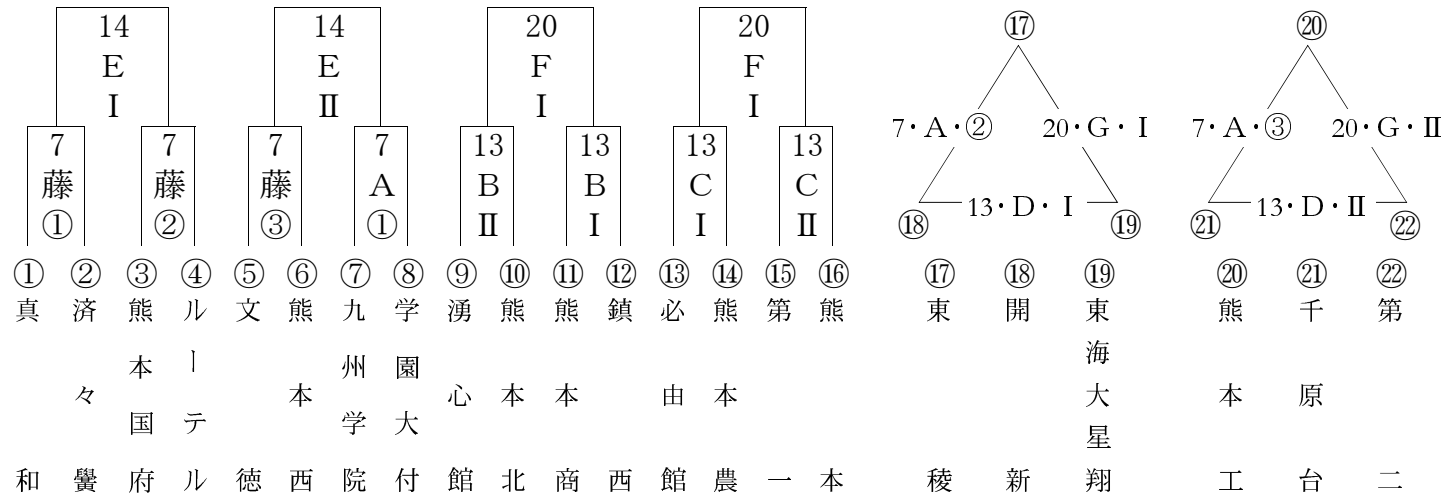 14 14 20 20 ⑰ ⑳
E E F F
Ⅰ Ⅱ Ⅰ Ⅰ
7・A・② 20・G・Ⅰ 7・A・③ 20・G・Ⅱ
7 7 7 7 13 13 13 13
藤 藤 藤 A B B C C
① ② ③ ① Ⅱ Ⅰ Ⅰ Ⅱ
⑱ 13・D・Ⅰ ⑲ ㉑ 13・D・Ⅱ ㉒
① ② ③ ④ ⑤ ⑥ ⑦ ⑧ ⑨ ⑩ ⑪ ⑫ ⑬ ⑭ ⑮ ⑯ ⑰ ⑱ ⑲ ⑳ ㉑ ㉒
真和
済々黌
熊本国府
ルーテル
文徳
熊本西
九州学院
学園大付
湧心館
熊本北
熊本商
鎮西
必由館
熊本農
第一
熊本
東稜
開新
東海大星翔
熊本工
千原台
第二